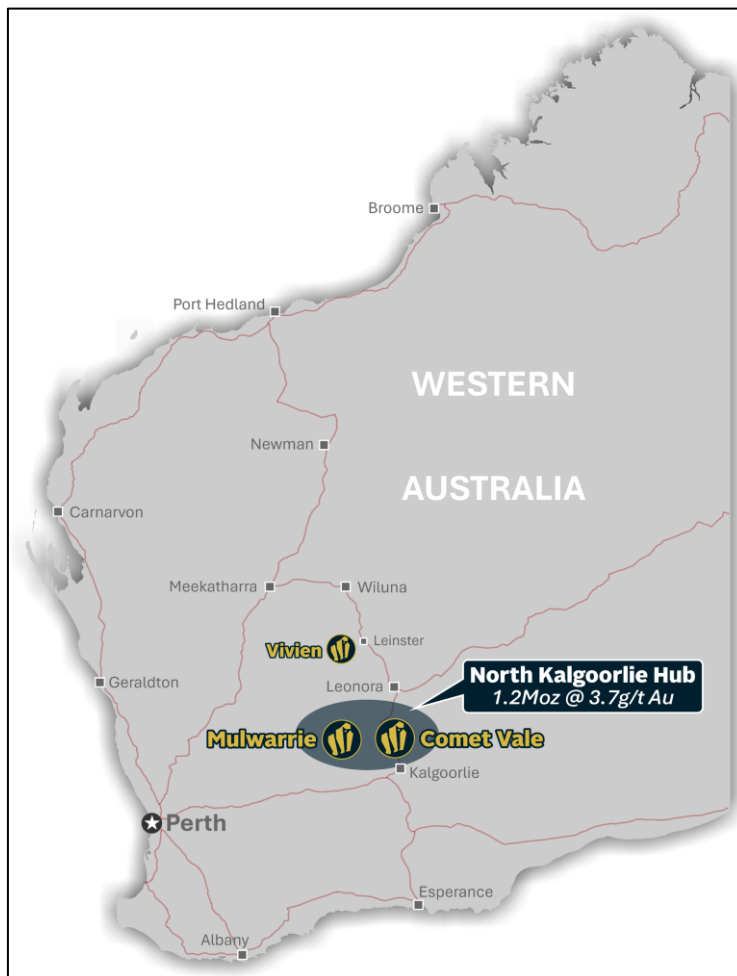 Broome
Port Hedland
WESTERN
AUSTRALIA
Newman
Carnarvon
Meekatharra
Wiluna
Vivien
Leinster
Geraldton
Leonora
North Kalgoorlie Hub
1.2Moz @ 3.7g/t Au
Mulwarrie
Comet Vale
Kalgoorlie
Perth
Esperance
Albany